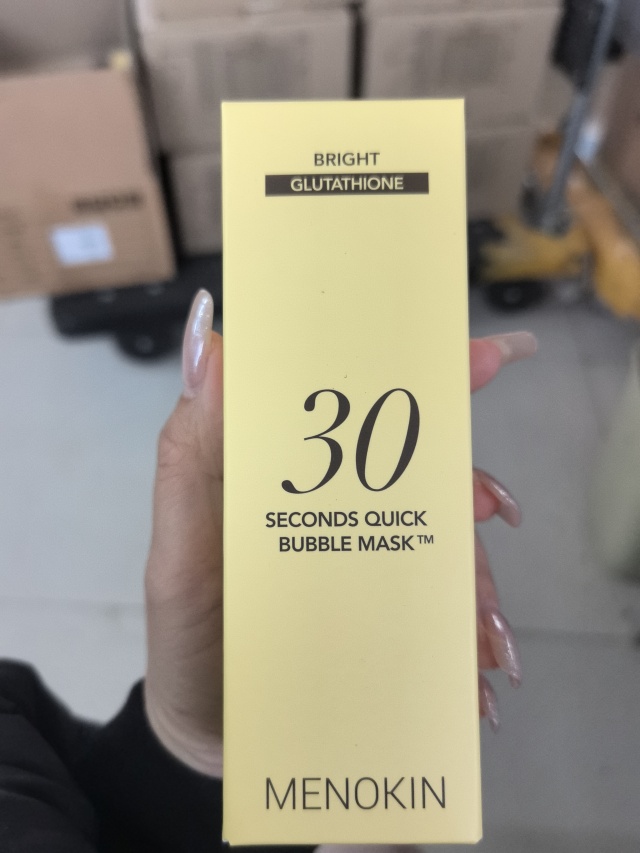 BRIGHT
GLUTATHIONE
30
SECONDS QUICK
BUBBLE MASK™
MENOKIN